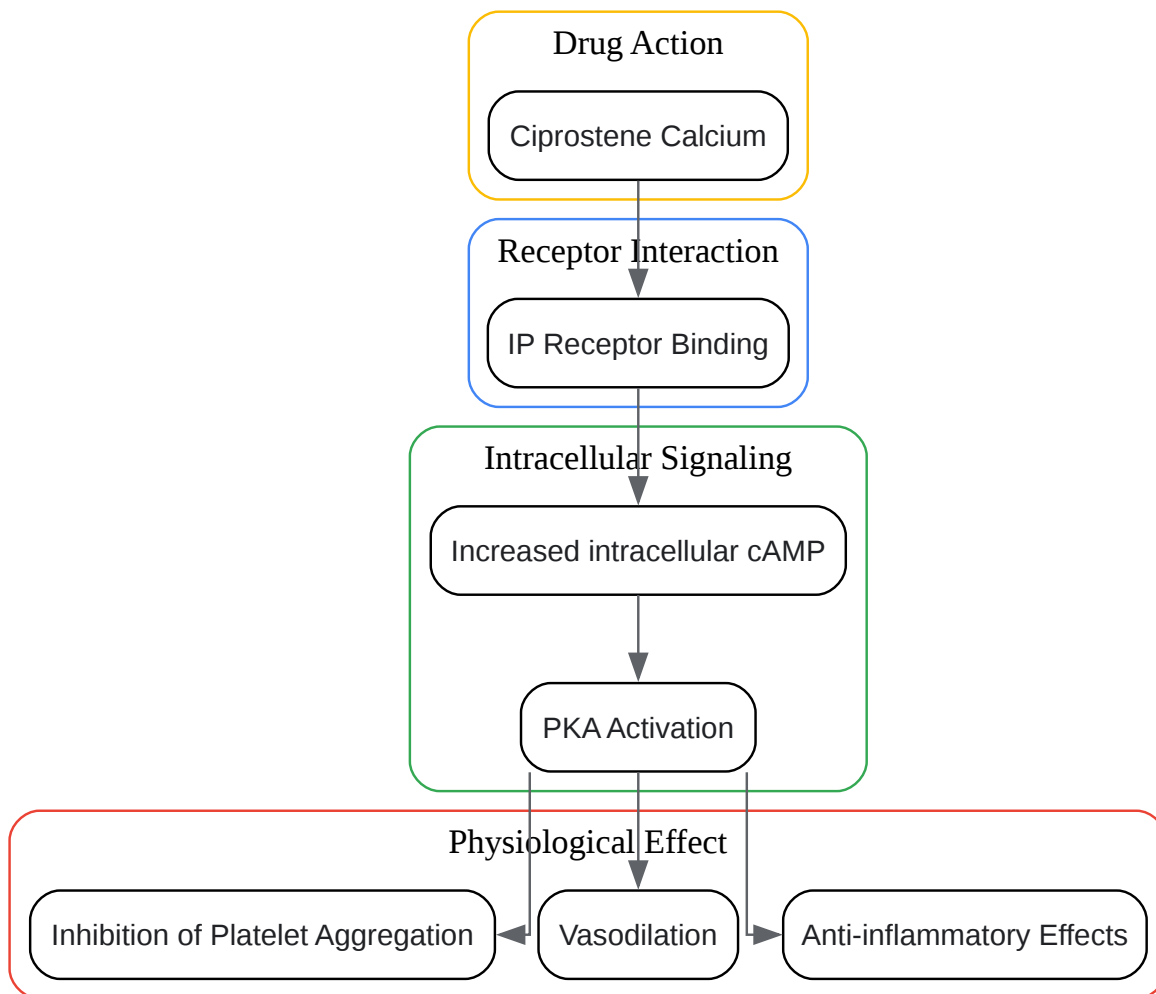 Drug Action
Ciprostene Calcium
Receptor Interaction
IP Receptor Binding
Intracellular Signaling
Increased intracellular cAMP
PKA Activation
Physiological Effect
Inhibition of Platelet Aggregation
Vasodilation
Anti-inflammatory Effects